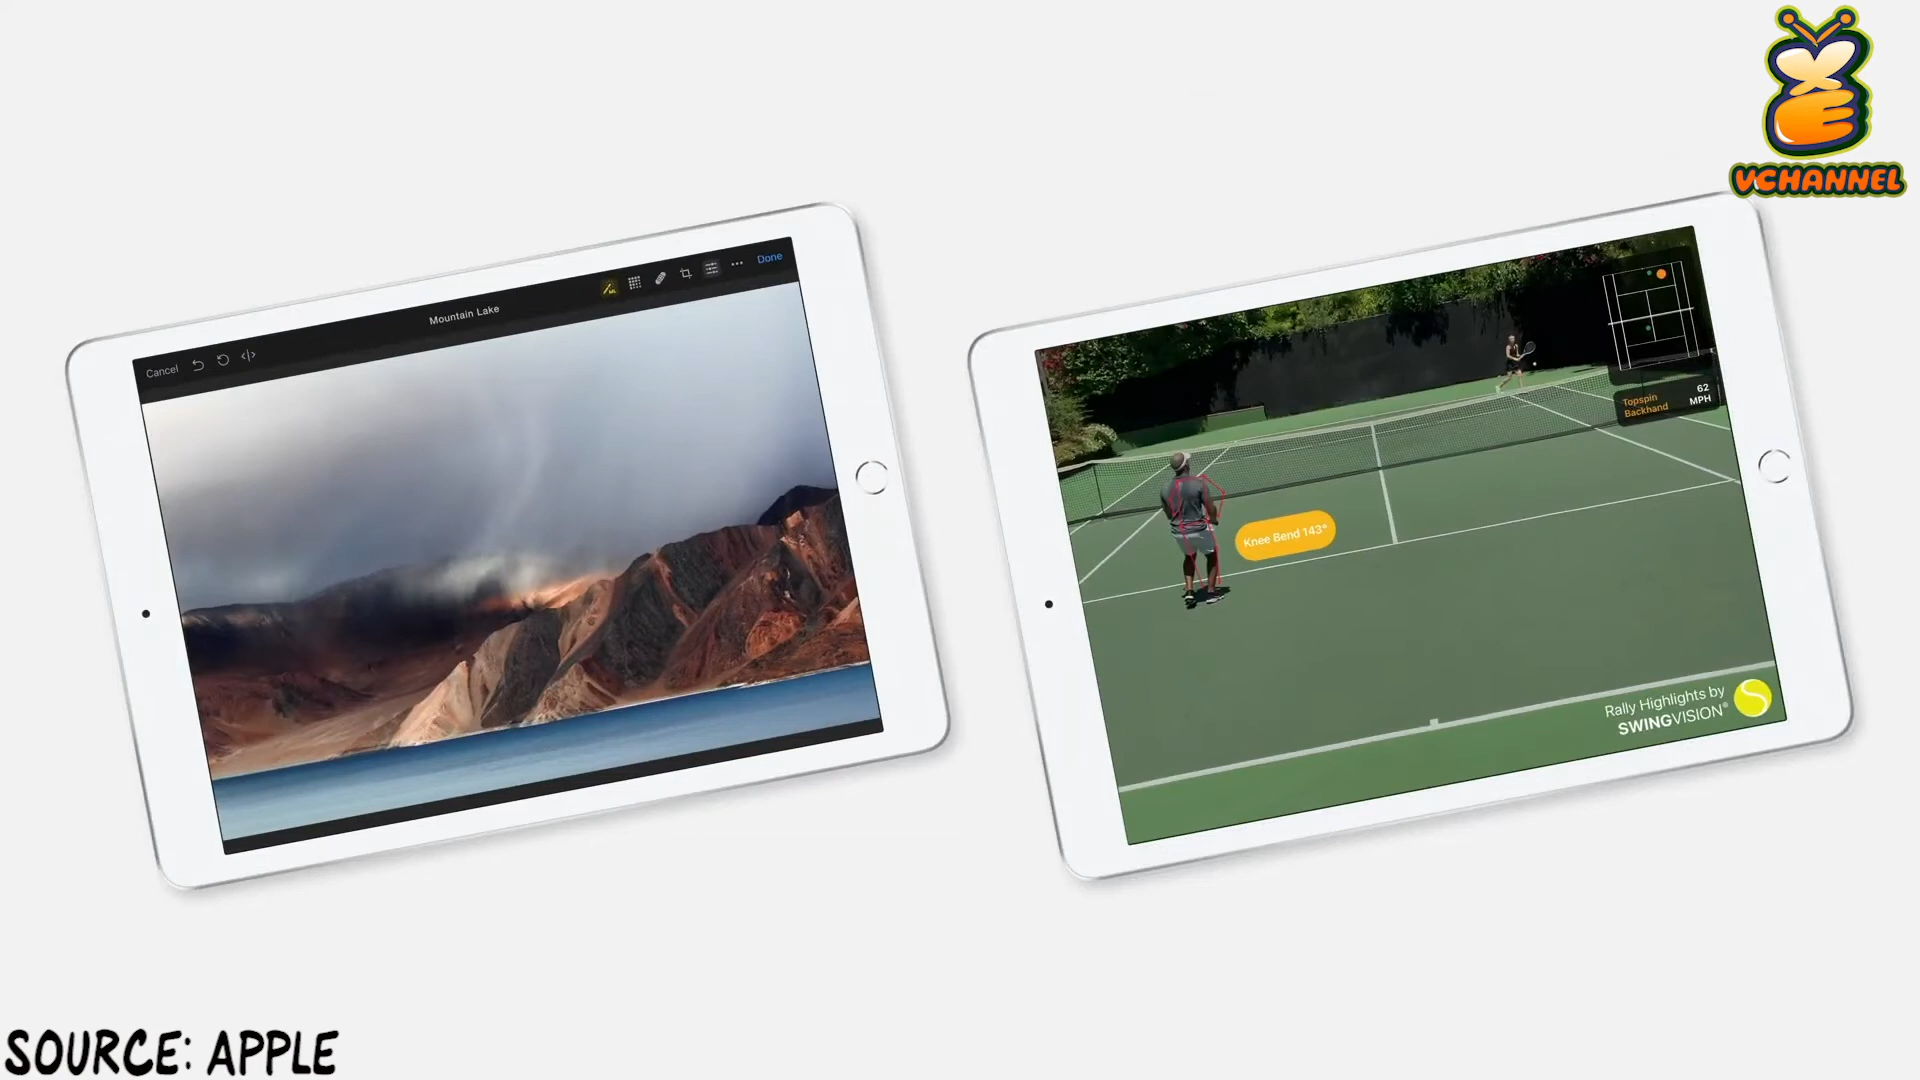 VCHANNEL
Cancel
Mountain Lake
Done
Topspin
Backhand
62
MPH
Knee Bend 143°
Rally Highlights by
SWINGVISION®
SOURCE: APPLE